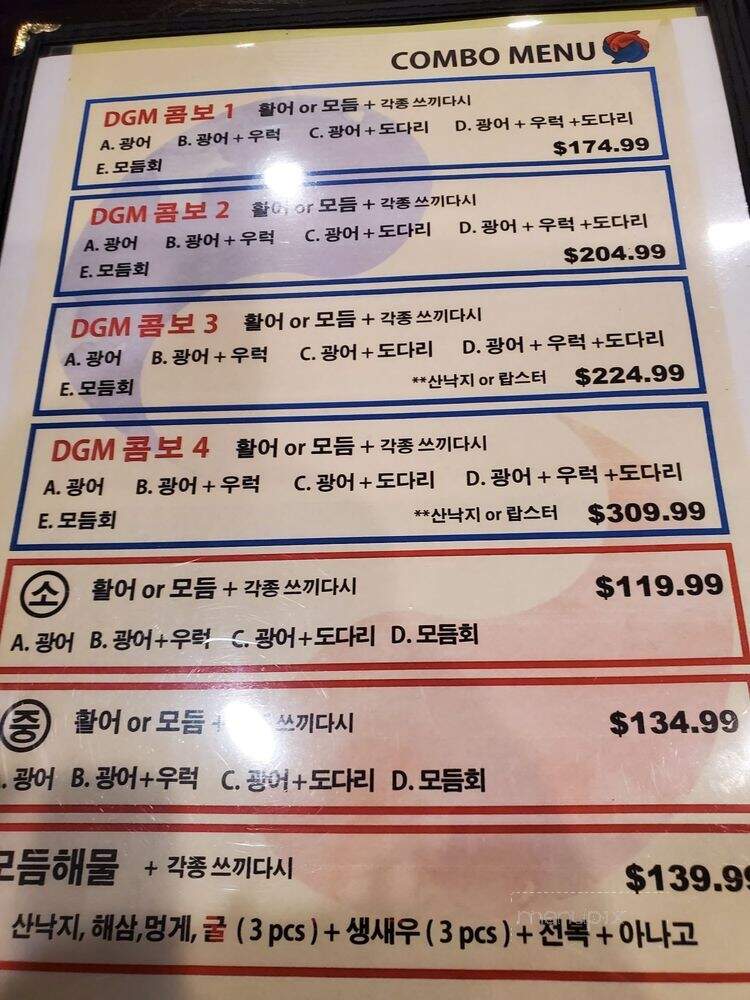 COMBO MENU
DGM 콤보 1 활어 or 모듬 + 각종 쓰끼다시
A. 광어 B. 광어 + 우럭 C. 광어 + 도다리 D. 광어 + 우럭 +도다리
E. 모듬회 $174.99
DGM 콤보 2 활어 or 모듬 + 각종 쓰끼다시
A. 광어 B. 광어 + 우럭 C. 광어 + 도다리 D. 광어 + 우럭 +도다리
E. 모듬회 $204.99
DGM 콤보 3 활어 or 모듬 + 각종 쓰끼다시
A. 광어 B. 광어 + 우럭 C. 광어 + 도다리 D. 광어 + 우럭 +도다리
E. 모듬회 **산낙지 or 랍스터 $224.99
DGM 콤보 4 활어 or 모듬 + 각종 쓰끼다시
A. 광어 B. 광어 + 우럭 C. 광어 + 도다리 D. 광어 + 우럭 +도다리
E. 모듬회 **산낙지 or 랍스터 $309.99
소 활어 or 모듬 + 각종 쓰끼다시 $119.99
A. 광어 B. 광어+우럭 C. 광어+도다리 D. 모듬회
중 활어 or 모듬 + 쓰끼다시 $134.99
. 광어 B. 광어+우럭 C. 광어+도다리 D. 모듬회
모듬해물 + 각종 쓰끼다시 $139.99
산낙지, 해삼,멍게, 굴 ( 3 pcs ) + 생새우 ( 3 pcs ) + 전복 + 아나고
menupix